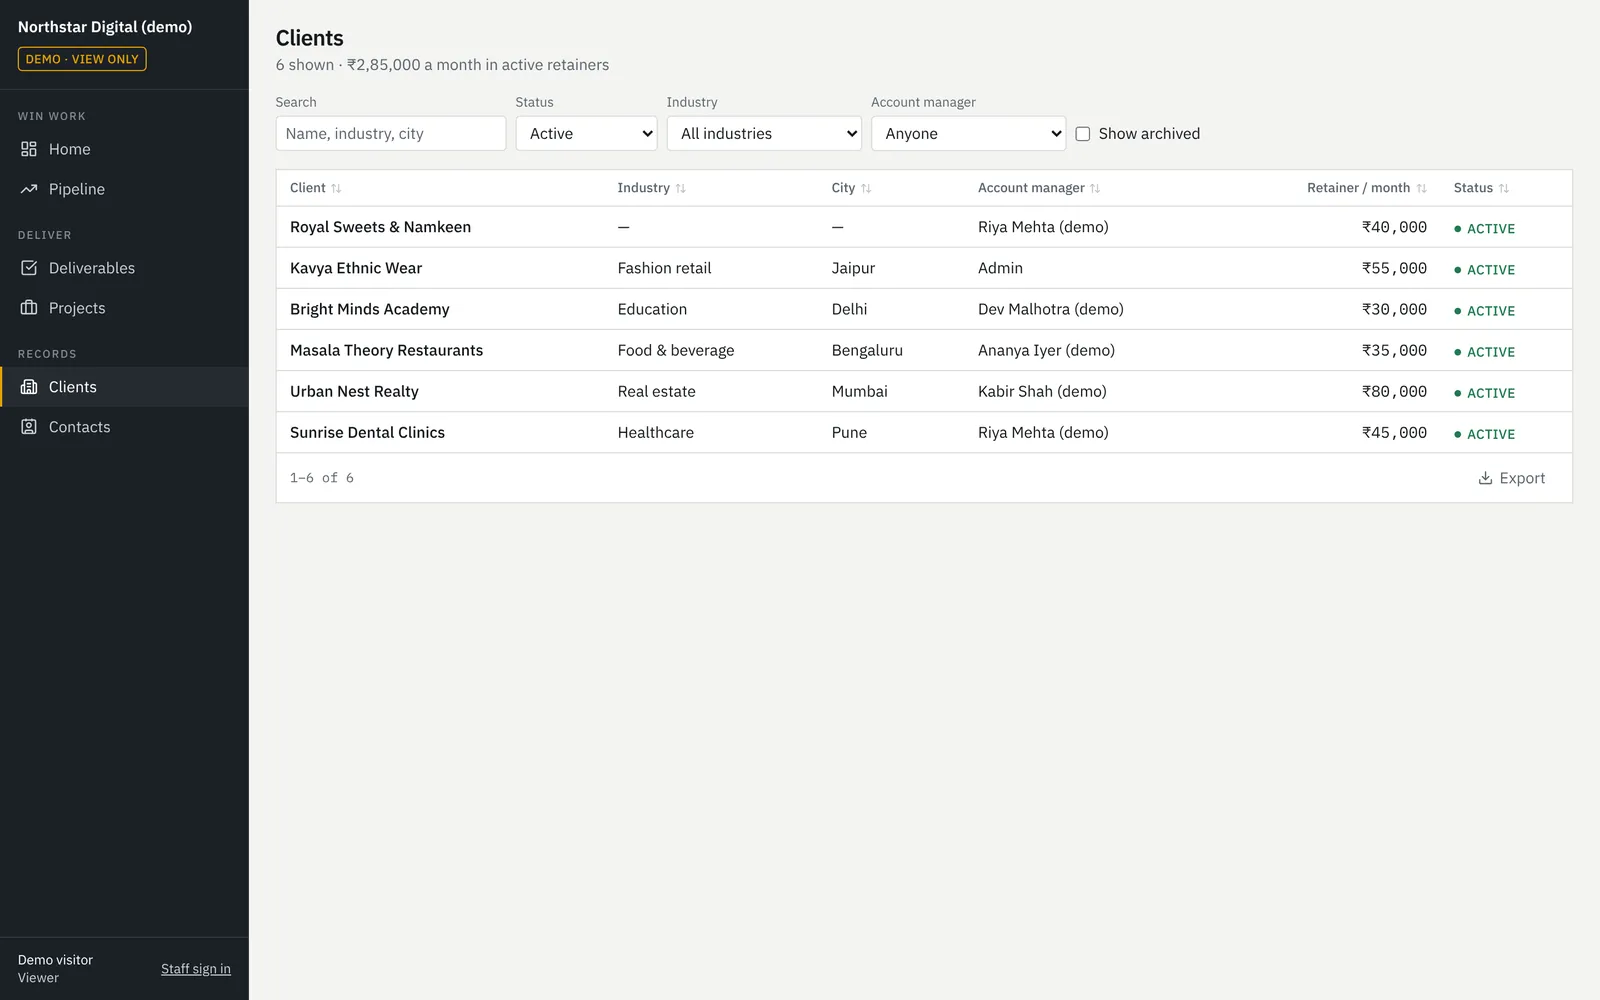 Northstar Digital (demo)
DEMO · VIEW ONLY
WIN WORK
Home
Pipeline
DELIVER
Deliverables
Projects
RECORDS
Clients
Contacts
Demo visitor
Viewer
Staff sign in
Clients
6 shown · ₹2,85,000 a month in active retainers
Search Status Industry Account manager
Name, industry, city Active All industries Anyone Show archived
Client Industry City Account manager Retainer / month Status
Royal Sweets & Namkeen — — Riya Mehta (demo) ₹40,000 ACTIVE
Kavya Ethnic Wear Fashion retail Jaipur Admin ₹55,000 ACTIVE
Bright Minds Academy Education Delhi Dev Malhotra (demo) ₹30,000 ACTIVE
Masala Theory Restaurants Food & beverage Bengaluru Ananya Iyer (demo) ₹35,000 ACTIVE
Urban Nest Realty Real estate Mumbai Kabir Shah (demo) ₹80,000 ACTIVE
Sunrise Dental Clinics Healthcare Pune Riya Mehta (demo) ₹45,000 ACTIVE
1–6 of 6 Export